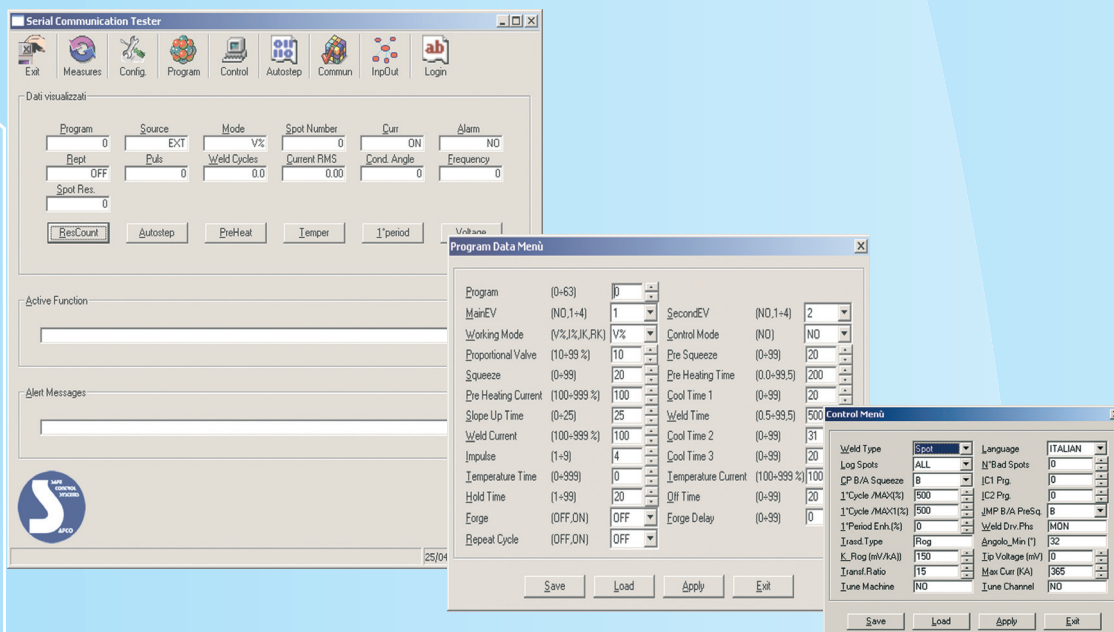 Serial Communication Tester
Exit Measures Config. Program Control Autostep Commun InpOut Login
Dati visualizzati
Program Source Mode Spot Number Curr Alarm
0 EXT V% 0 ON NO
Rept Puls Weld Cycles Current RMS Cond. Angle Frequency
OFF 0 0.0 0.00 0 0
Spot Res.
0
ResCount Autostep PreHeat Temper 1°period Voltage
Active Function
Alert Messages
SAFE CONTROL SYNCRO
APCO
25/04
Program Data Menù
Program (0÷63) 0
MainEV (NO,1÷4) 1 SecondEV (NO,1÷4) 2
Working Mode (V%,I%,IK,RK) V% Control Mode (NO) NO
Proportional Valve (10÷99 %) 10 Pre Squeeze (0÷99) 20
Squeeze (0÷99) 20 Pre Heating Time (0.0÷99,5) 200
Pre Heating Current (100÷999 %) 100 Cool Time 1 (0÷99) 20
Slope Up Time (0÷25) 25 Weld Time (0.5÷99,5) 500
Weld Current (100÷999 %) 100 Cool Time 2 (0÷99) 31
Impulse (1÷9) 4 Cool Time 3 (0÷99) 20
Temperature Time (0÷999) 0 Temperature Current (100÷999 %) 100
Hold Time (1÷99) 20 Off Time (0÷99) 20
Forge (OFF,ON) OFF Forge Delay (0÷99) 0
Repeat Cycle (OFF,ON) OFF
Save Load Apply Exit
Control Menù
Weld Type Spot Language ITALIAN
Log Spots ALL N°Bad Spots 0
CP B/A Squeeze B IC1 Prg. 0
1°Cycle /MAX(%) 500 IC2 Prg. 0
1°Cycle /MAX1(%) 500 JMP B/A PreSq. B
1°Period Enh.(%) 0 Weld Drv.Phs MON
Trasd.Type Rog Angolo_Min (°) 32
K_Rog (mV/kA)) 150 Tip Voltage (mV) 0
Transf.Ratio 15 Max Curr (KA) 365
Tune Machine NO Tune Channel NO
Save Load Apply Exit